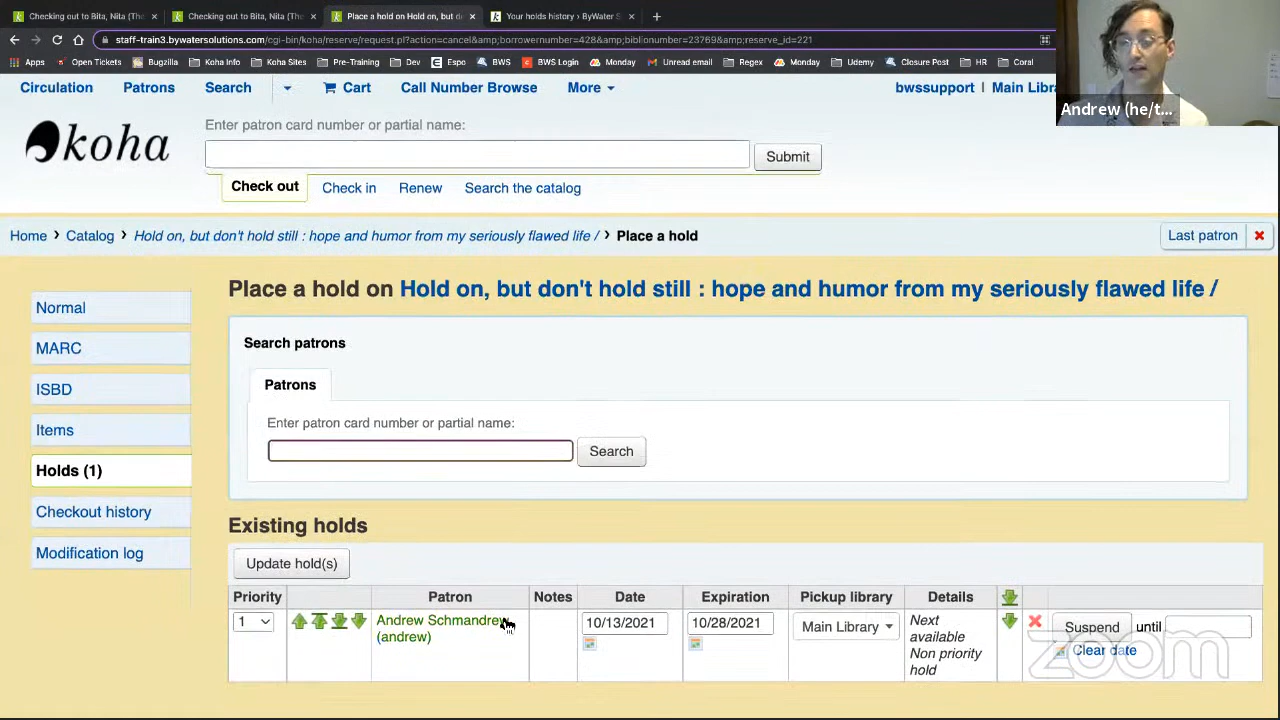 Checking out to Bita, Nita (The
Checking out to Bita, Nita (The
Place a hold on Hold on, but do
Your holds history › ByWater S
staff-train3.bywatersolutions.com/cgi-bin/koha/reserve/request.pl?action=cancel&amp;borrowernumber=428&amp;biblionumber=23769&amp;reserve_id=221
Apps Open Tickets Bugzilla Koha Info Koha Sites Pre-Training Dev Espo BWS BWS Login Monday Unread email Regex Monday Udemy Closure Post HR Coral
Circulation Patrons Search Cart Call Number Browse More
bwssupport | Main Libra
Andrew (he/t...
koha
Enter patron card number or partial name:
Submit
Check out Check in Renew Search the catalog
Home › Catalog › Hold on, but don't hold still : hope and humor from my seriously flawed life / › Place a hold
Last patron
Normal
MARC
ISBD
Items
Holds (1)
Checkout history
Modification log
Place a hold on Hold on, but don't hold still : hope and humor from my seriously flawed life /
Search patrons
Patrons
Enter patron card number or partial name:
Search
Existing holds
Update hold(s)
Priority Patron Notes Date Expiration Pickup library Details
1 Andrew Schmandrew 10/13/2021 10/28/2021 Main Library Next
(andrew) available
Non priority
hold
Suspend until
Clear date
zoom